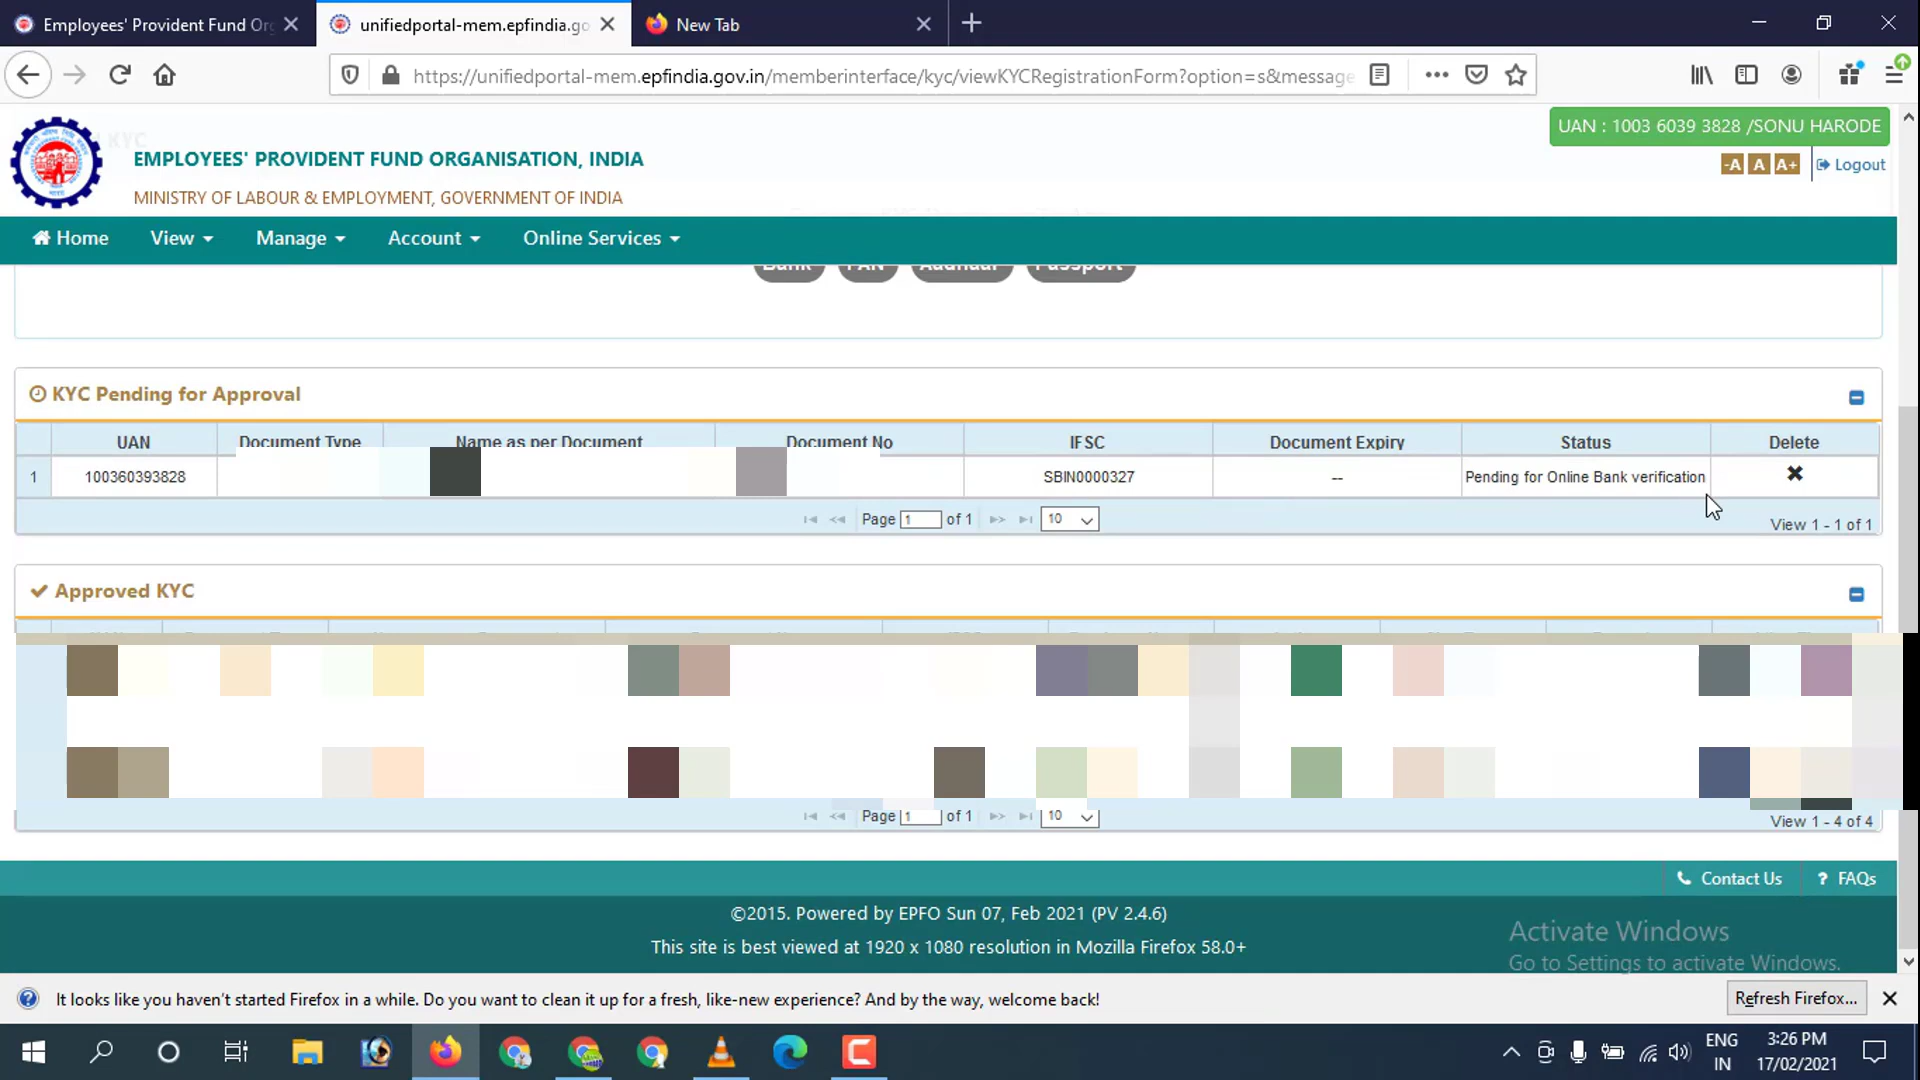 Employees' Provident Fund Or
unifiedportal-mem.epfindia.go
New Tab
https://unifiedportal-mem.epfindia.gov.in/memberinterface/kyc/viewKYCRegistrationForm?option=s&message
UAN : 1003 6039 3828 /SONU HARODE
KYC
EMPLOYEES' PROVIDENT FUND ORGANISATION, INDIA
-A A A+ Logout
MINISTRY OF LABOUR & EMPLOYMENT, GOVERNMENT OF INDIA
Home View Manage Account Online Services
Bank PAN Aadhaar Passport
KYC Pending for Approval
UAN Document Type Name as per Document Document No IFSC Document Expiry Status Delete
1 100360393828 SBIN0000327 -- Pending for Online Bank verification
Page 1 of 1 10 View 1 - 1 of 1
Approved KYC
Page 1 of 1 10 View 1 - 4 of 4
Contact Us ? FAQs
©2015. Powered by EPFO Sun 07, Feb 2021 (PV 2.4.6)
This site is best viewed at 1920 x 1080 resolution in Mozilla Firefox 58.0+
Activate Windows
Go to Settings to activate Windows.
It looks like you haven't started Firefox in a while. Do you want to clean it up for a fresh, like-new experience? And by the way, welcome back!
Refresh Firefox...
ENG
IN
3:26 PM
17/02/2021